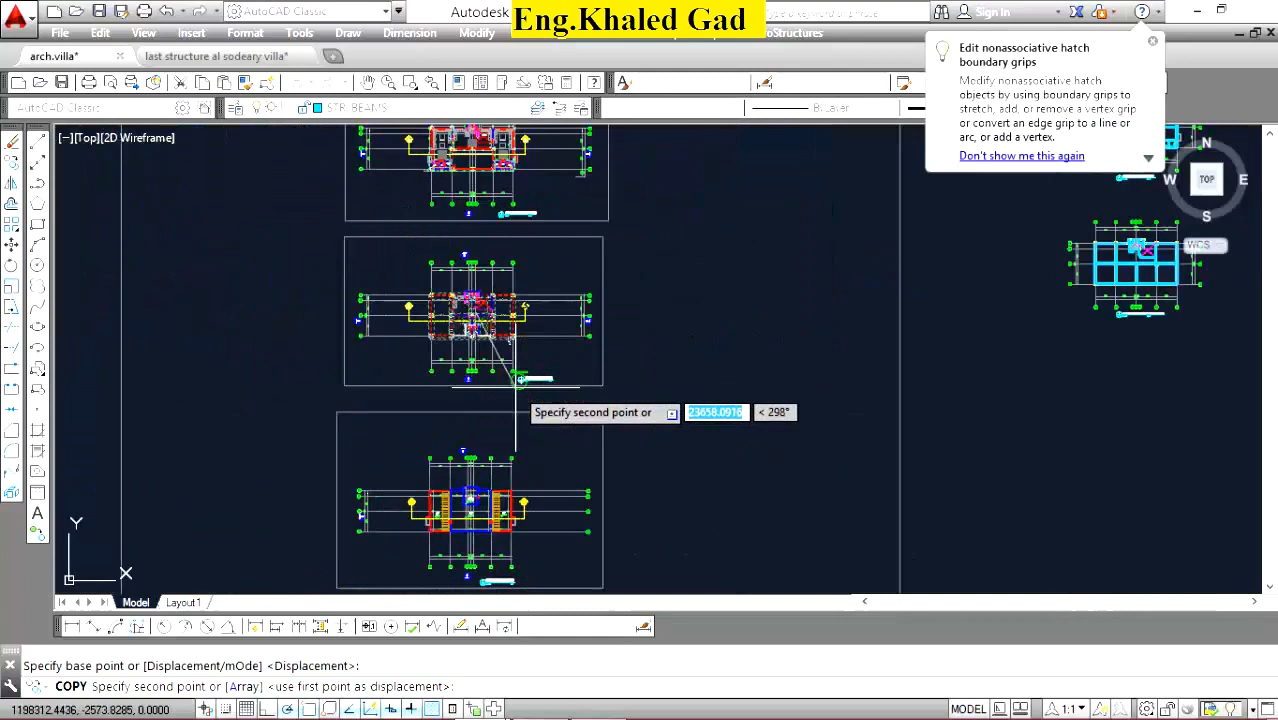 AutoCAD Classic
Autodesk
Eng.Khaled Gad
Sign In
File Edit View Insert Format Tools Draw Dimension Modify
arch.villa*
last structure al sodeary villa*
AutoCAD Classic
STR BEAMS
ByLayer
Edit nonassociative hatch
boundary grips
Modify nonassociative hatch
objects by using boundary grips to
stretch, add, or remove a vertex grip
or convert an edge grip to a line or
arc, or add a vertex.
Don't show me this again
[−][Top][2D Wireframe]
N
W TOP E
S
WCS
Specify second point or 23658.0916 < 298°
Y
X
Model Layout1
Specify base point or [Displacement/mOde] <Displacement>:
COPY Specify second point or [Array] <use first point as displacement>:
1198312.4436, -2573.8285, 0.0000
MODEL
1:1